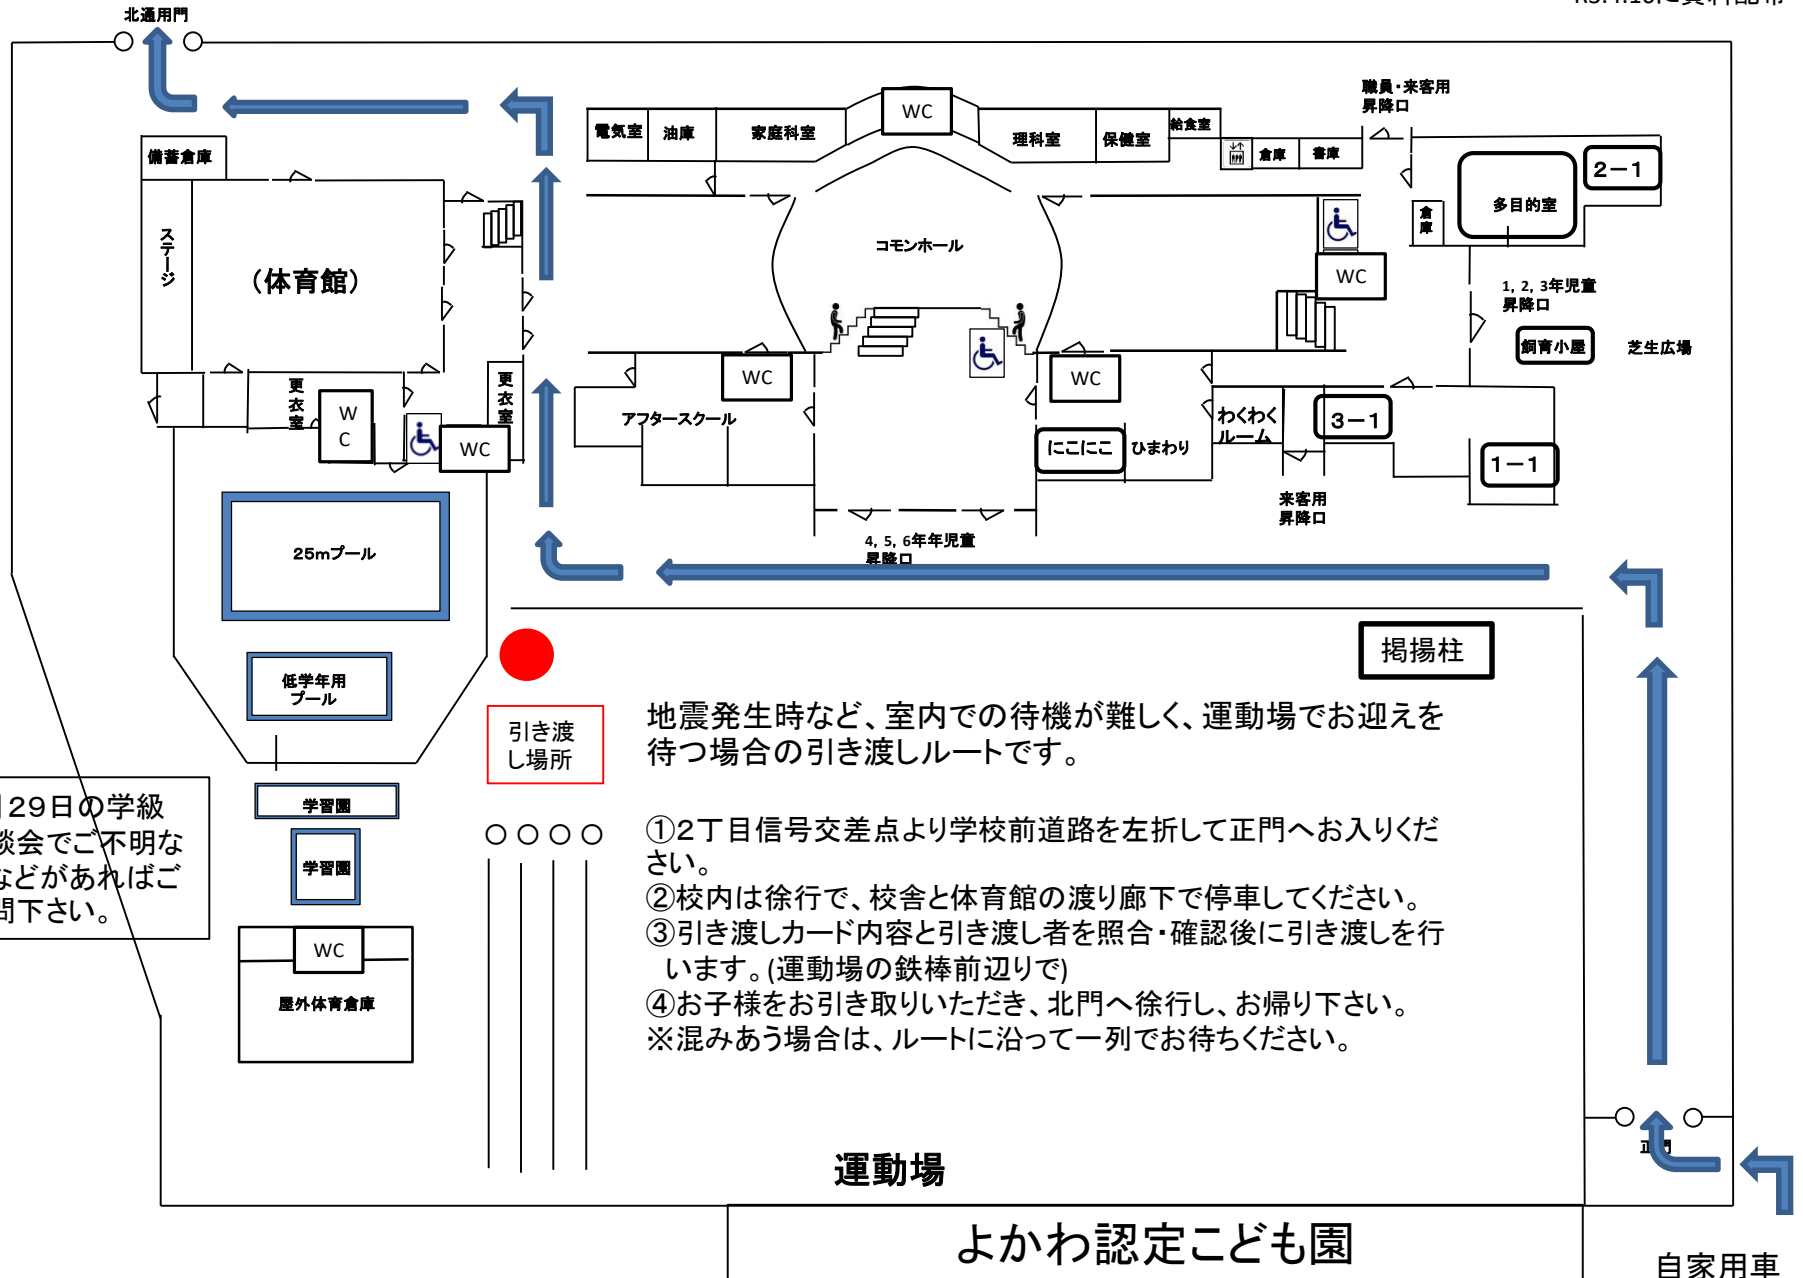 北通用門
職員・来客用
昇降口
電気室
油庫
家庭科室
WC
理科室
保健室
給食室
倉庫
書庫
備蓄倉庫
2－1
多目的室
倉庫
ステージ
(体育館)
コモンホール
WC
1, 2, 3年児童
昇降口
飼育小屋
芝生広場
更衣室
WC
更衣室
WC
WC
WC
アフタースクール
にこにこ
ひまわり
わくわく
ルーム
3－1
1－1
来客用
昇降口
4, 5, 6年年児童
昇降口
25mプール
低学年用
プール
掲揚柱
引き渡
し場所
地震発生時など、室内での待機が難しく、運動場でお迎えを
待つ場合の引き渡しルートです。
29日の学級
談会でご不明な
などがあればご
問下さい。
学習園
学習園
①２丁目信号交差点より学校前道路を左折して正門へお入りくだ
さい。
②校内は徐行で、校舎と体育館の渡り廊下で停車してください。
③引き渡しカード内容と引き渡し者を照合・確認後に引き渡しを行
います。(運動場の鉄棒前辺りで)
④お子様をお引き取りいただき、北門へ徐行し、お帰り下さい。
※混みあう場合は、ルートに沿って一列でお待ちください。
WC
屋外体育倉庫
正門
運動場
よかわ認定こども園
自家用車